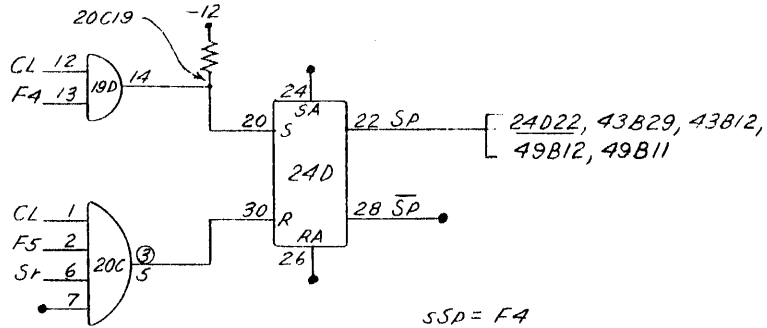 20C19
-12
CL 12
F4 13
19D
14
24
SA
20
S
22 SP
24D22, 43B29, 43B12,
49B12, 49B11
24D
CL 1
F5 2
Sr 6
7
20C
3
5
30
R
28 S̅P̅
RA
26
sSp = F4